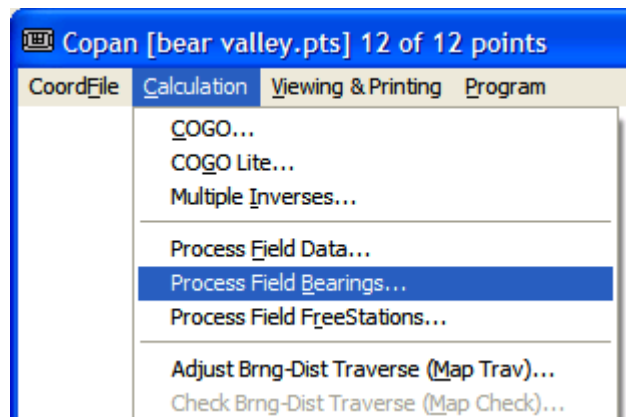 Copan [bear valley.pts] 12 of 12 points
CoordFile Calculation Viewing & Printing Program
COGO...
COGO Lite...
Multiple Inverses...
Process Field Data...
Process Field Bearings...
Process Field FreeStations...
Adjust Brng-Dist Traverse (Map Trav)...
Check Brng-Dist Traverse (Map Check)...